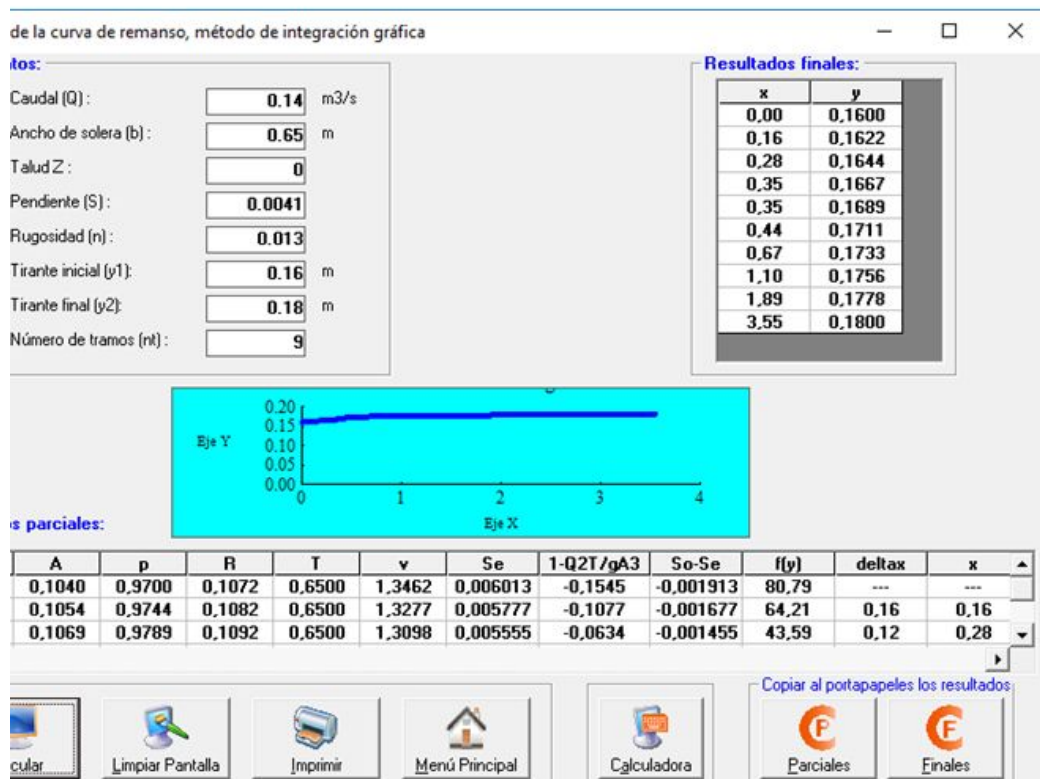 de la curva de remanso, método de integración gráfica
tos:
Caudal (Q) : 0.14 m3/s
Ancho de solera (b) : 0.65 m
Talud Z : 0
Pendiente (S) : 0.0041
Rugosidad (n) : 0.013
Tirante inicial (y1): 0.16 m
Tirante final (y2): 0.18 m
Número de tramos (nt) : 9
Resultados finales:
x y
0,00 0,1600
0,16 0,1622
0,28 0,1644
0,35 0,1667
0,35 0,1689
0,44 0,1711
0,67 0,1733
1,10 0,1756
1,89 0,1778
3,55 0,1800
0.20
0.15
0.10
0.05
0.00
Eje Y
0 1 2 3 4
Eje X
s parciales:
A p R T v Se 1-Q2T/gA3 So-Se f(y) deltax x
0,1040 0,9700 0,1072 0,6500 1,3462 0,006013 -0,1545 -0,001913 80,79 --- ---
0,1054 0,9744 0,1082 0,6500 1,3277 0,005777 -0,1077 -0,001677 64,21 0,16 0,16
0,1069 0,9789 0,1092 0,6500 1,3098 0,005555 -0,0634 -0,001455 43,59 0,12 0,28
Copiar al portapapeles los resultados
cular
Limpiar Pantalla
Imprimir
Menú Principal
Calculadora
P
Parciales
F
Finales